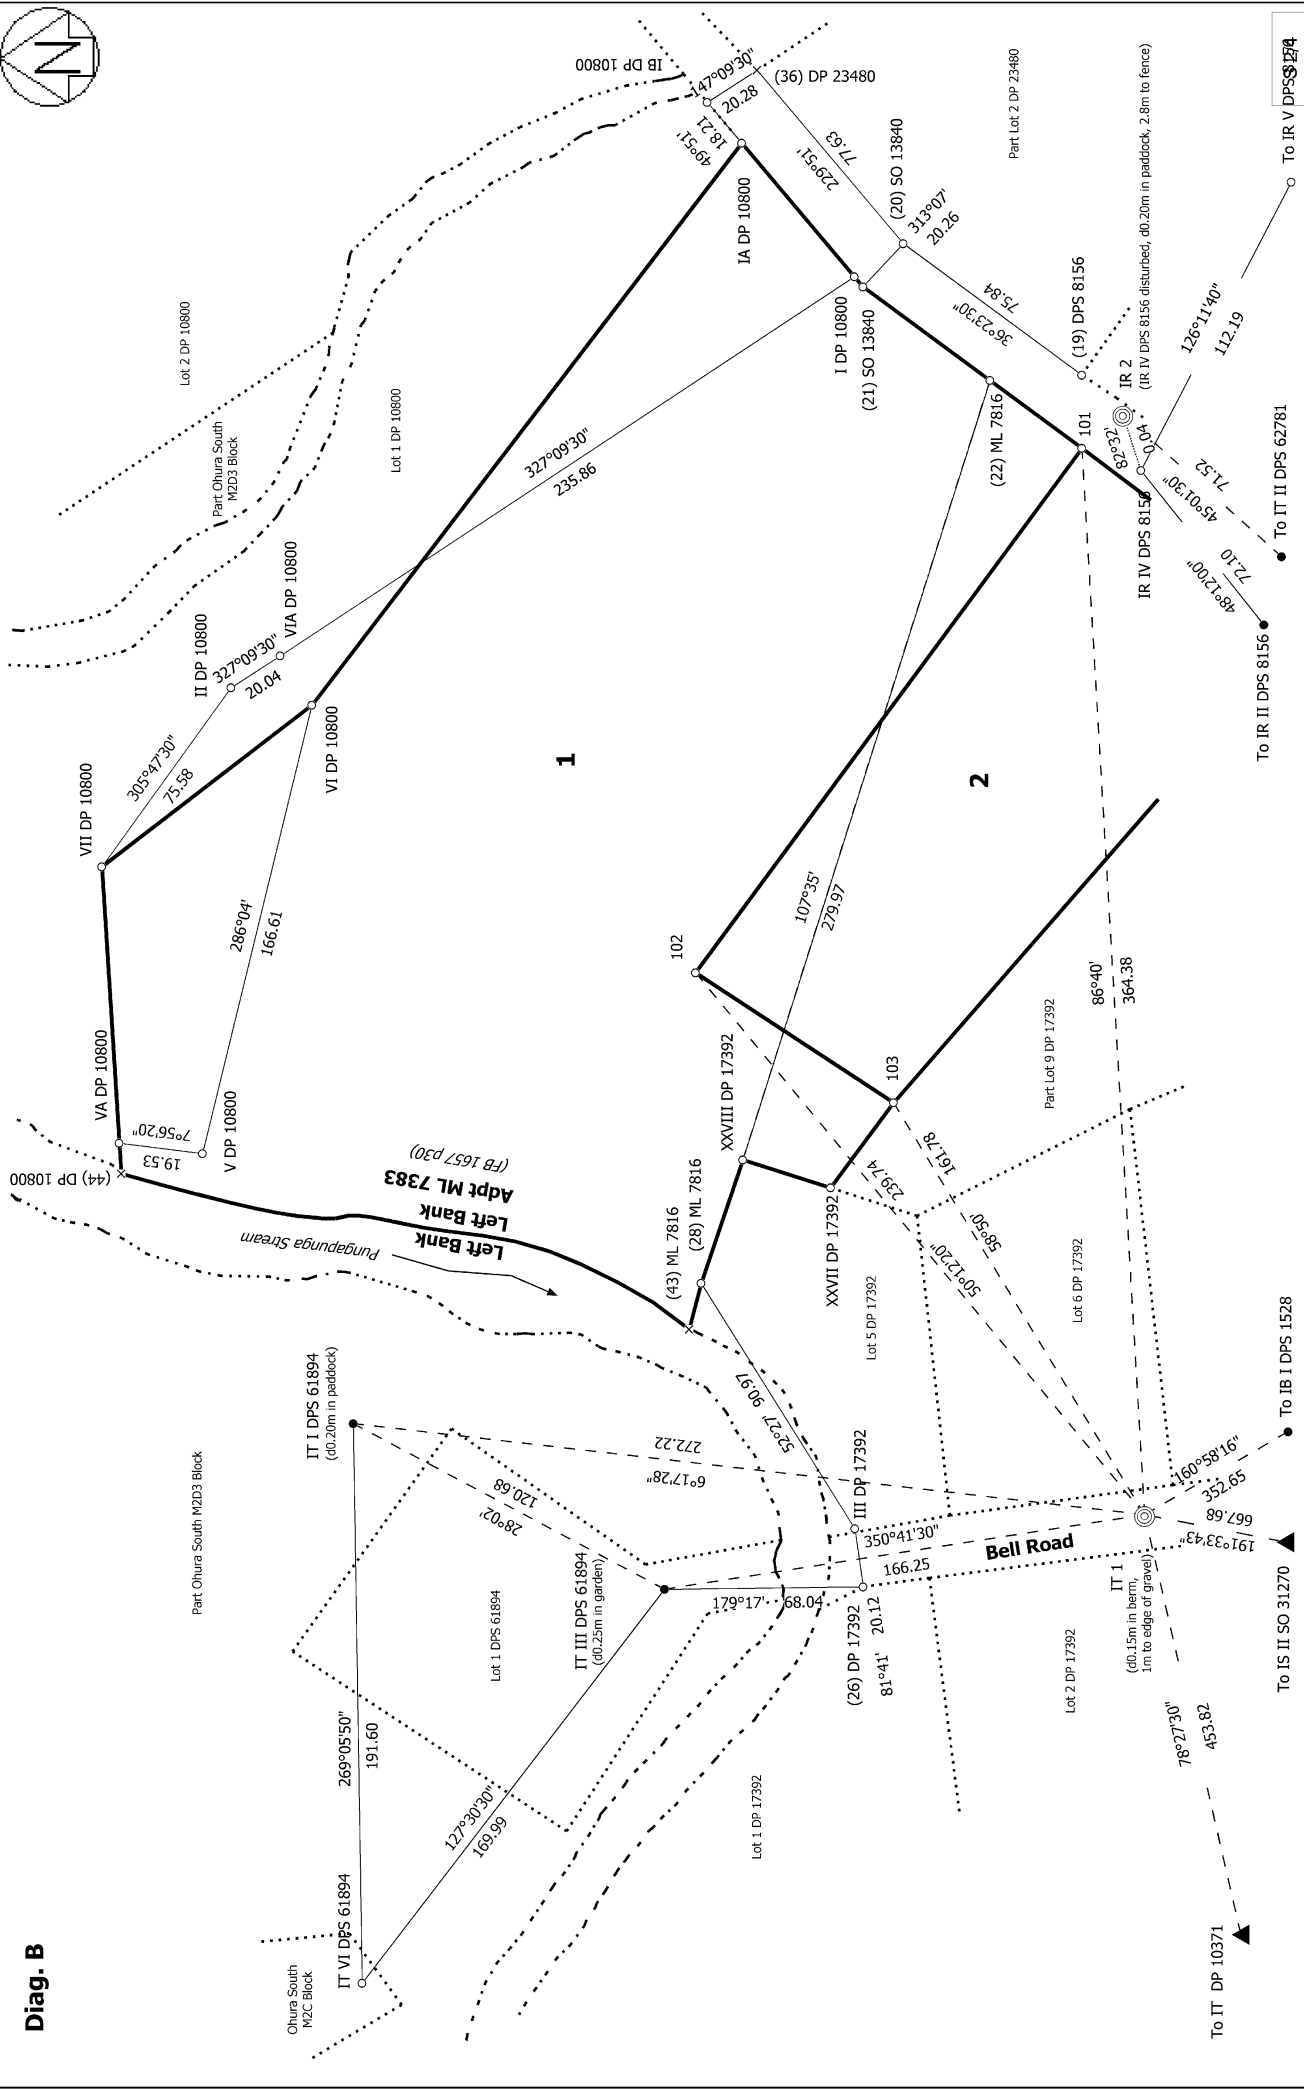 Diag. B
N
IB DP 10800
147°09'30"
20.28
(36) DP 23480
18.21
49°51'
77.63
229°51'
Part Lot 2 DP 23480
(20) SO 13840
313°07'
20.26
IA DP 10800
I DP 10800
(21) SO 13840
75.84
36°23'30"
(19) DPS 8156
IR 2
(IR IV DPS 8156 disturbed, d0.20m in paddock, 2.8m to fence)
126°11'40"
112.19
To IR V DPS 8156
Lot 2 DP 10800
Part Ohura South
M2D3 Block
Lot 1 DP 10800
327°09'30"
235.86
(22) ML 7816
101
82°32'
0.04
IR IV DPS 8156
45°01'30"
71.52
To IT II DPS 62781
48°12'00"
72.10
To IR II DPS 8156
II DP 10800
VIA DP 10800
327°09'30"
20.04
305°47'30"
75.58
VII DP 10800
VI DP 10800
1
2
286°04'
166.61
107°35'
279.97
102
103
86°40'
364.38
Part Lot 9 DP 17392
VA DP 10800
7°56'20"
19.53
V DP 10800
(44) DP 10800
(FB 1657 p30)
Adpt ML 7383
Left Bank
Left Bank
Pungapunga Stream
XXVIII DP 17392
(28) ML 7816
(43) ML 7816
XXVII DP 17392
239.74
50°12'20"
161.78
58°50'
Lot 5 DP 17392
Lot 6 DP 17392
52°27'
90.97
IT I DPS 61894
(d0.20m in paddock)
272.22
6°17'28"
120.68
28°02'
Part Ohura South M2D3 Block
Lot 1 DPS 61894
IT III DPS 61894
(d0.25m in garden)
III DP 17392
350°41'30"
166.25
Bell Road
179°17'
68.04
(26) DP 17392
81°41'
20.12
IT 1
(d0.15m in berm,
1m to edge of gravel)
160°58'16"
352.65
To IB I DPS 1528
667.68
191°33'43"
To IS II SO 31270
Lot 2 DP 17392
78°27'30"
453.82
To IT DP 10371
269°05'50"
191.60
127°30'30"
169.99
Lot 1 DP 17392
IT VI DPS 61894
Ohura South
M2C Block